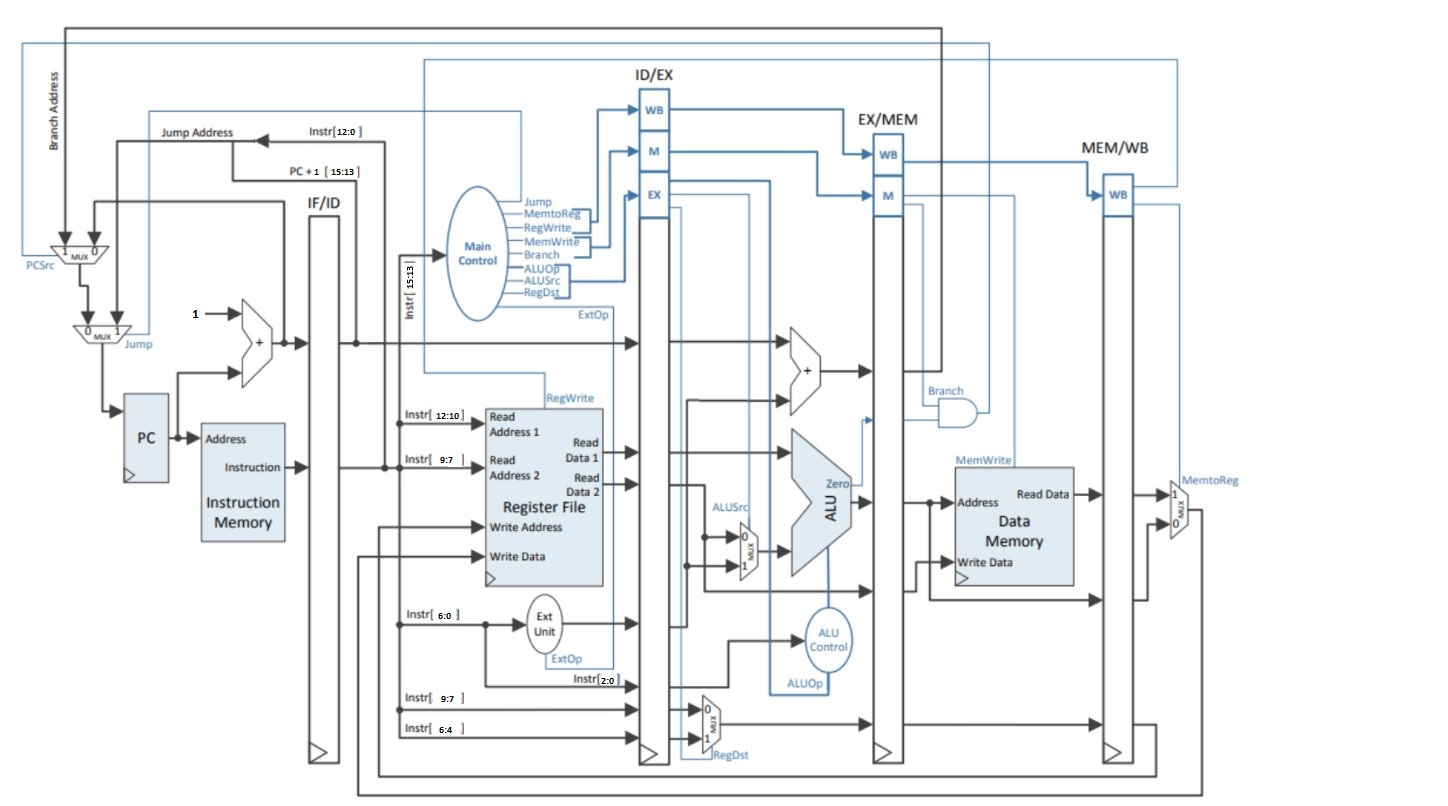 ID/EX
WB
M
EX
EX/MEM
WB
M
MEM/WB
WB
Branch Address
Jump Address
Instr[12:0]
PC + 1 [ 15:13 ]
IF/ID
1 MUX 0
PCSrc
0 MUX 1
Jump
1
+
PC
Address
Instruction
Instruction
Memory
Instr[ 15:13 ]
Main
Control
Jump
MemtoReg
RegWrite
MemWrite
Branch
ALUOp
ALUSrc
RegDst
ExtOp
RegWrite
Instr[ 12:10 ]
Instr[ 9:7 ]
Read
Address 1
Read
Address 2
Read
Data 1
Read
Data 2
Register File
Write Address
Write Data
Instr[ 6:0 ]
Ext
Unit
ExtOp
Instr[2:0 ]
Instr[ 9:7 ]
Instr[ 6:4 ]
+
ALUSrc
0
MUX
1
Zero
ALU
ALU
Control
ALUOp
0
MUX
1
RegDst
Branch
MemWrite
Address
Read Data
Data
Memory
Write Data
MemtoReg
1
MUX
0